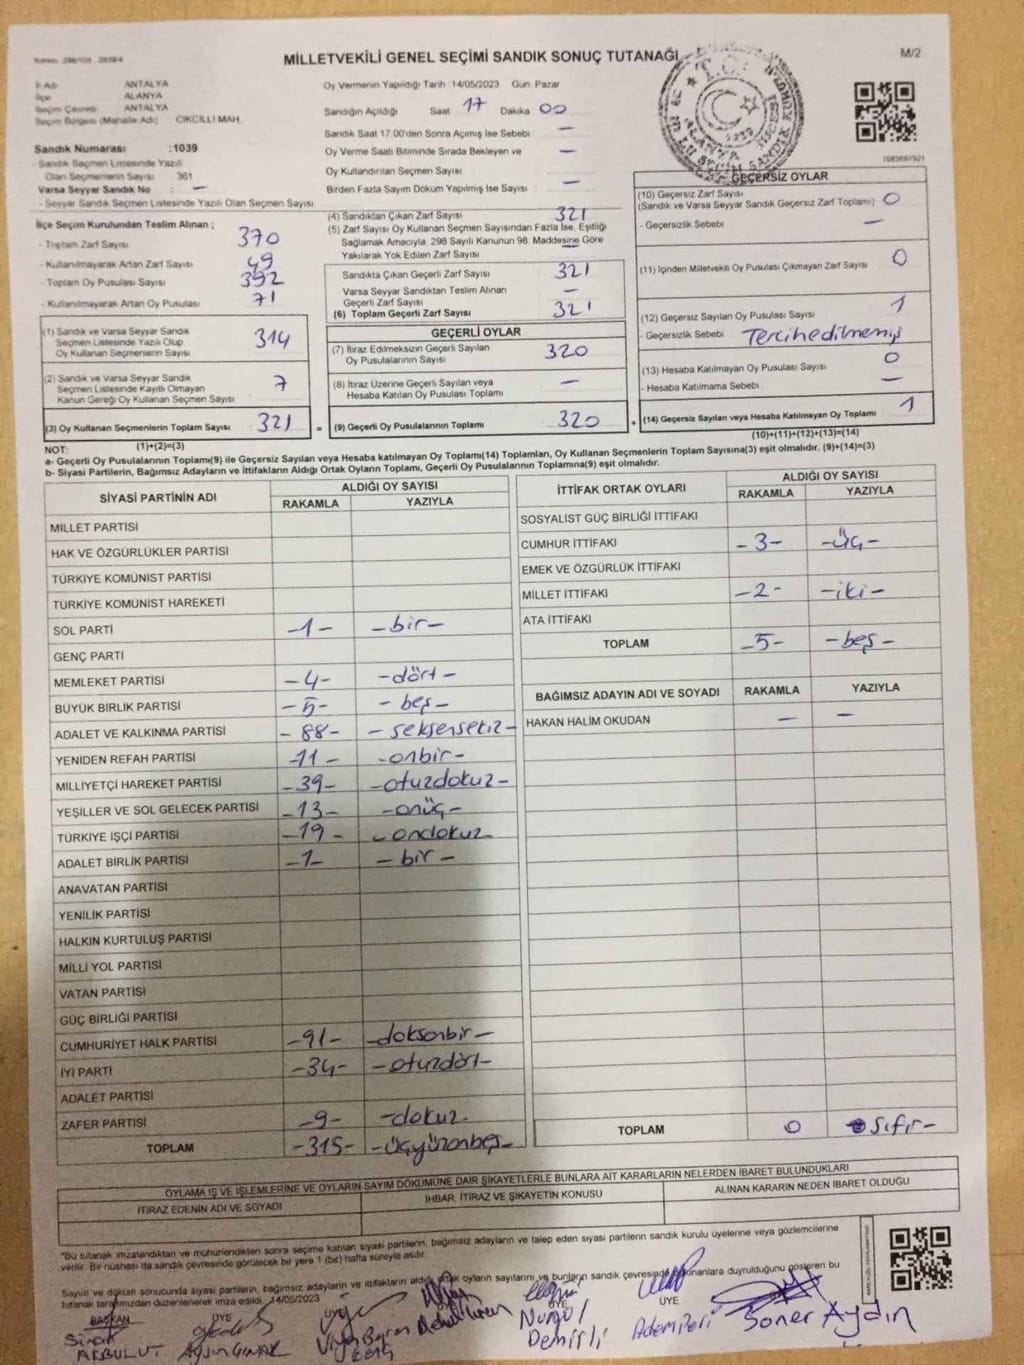 MİLLETVEKİLİ GENEL SEÇİMİ SANDIK SONUÇ TUTANAĞI
M/2
ANTALYA
İlçe ALANYA
Seçim Çevresi ANTALYA
Seçim Bölgesi (Mahalle Adı) CİKCİLLİ MAH.
Sandık Numarası :1039
- Sandık Seçmen Listesinde Yazılı
Olan Seçmenlerin Sayısı 361
Varsa Seyyar Sandık No : —
- Seyyar Sandık Seçmen Listesinde Yazılı Olan Seçmen Sayısı
Oy Vermenin Yapıldığı Tarih 14/05/2023 Gün: Pazar
Sandığın Açıldığı Saat 17 Dakika 00
Sandık Saat 17:00'den Sonra Açımış İse Sebebi : —
Oy Verme Saati Bitiminde Sırada Bekleyen ve —
Oy Kullandırılan Seçmen Sayısı
Birden Fazla Sayım Döküm Yapılmış İse Sayısı —
İlçe Seçim Kurulundan Teslim Alınan ;
- Toplam Zarf Sayısı 370
- Kullanılmayarak Artan Zarf Sayısı 49
- Toplam Oy Pusulası Sayısı 392
- Kullanılmayarak Artan Oy Pusulası 71
(1) Sandık ve Varsa Seyyar Sandık
Seçmen Listesinde Yazılı Olup
Oy Kullanan Seçmenlerin Sayısı 314
(2) Sandık ve Varsa Seyyar Sandık
Seçmen Listesinde Kayıtlı Olmayan
Kanun Gereği Oy Kullanan Seçmen Sayısı 7
(3) Oy Kullanan Seçmenlerin Toplam Sayısı 321
(4) Sandıktan Çıkan Zarf Sayısı 321
(5) Zarf Sayısı Oy Kullanan Seçmen Sayısından Fazla İse, Eşitliği
Sağlamak Amacıyla, 298 Sayılı Kanunun 98. Maddesine Göre
Yakılarak Yok Edilen Zarf Sayısı —
Sandıkta Çıkan Geçerli Zarf Sayısı 321
Varsa Seyyar Sandıktan Teslim Alınan
Geçerli Zarf Sayısı —
(6) Toplam Geçerli Zarf Sayısı 321
GEÇERLİ OYLAR
(7) İtiraz Edilmeksizin Geçerli Sayılan
Oy Pusulalarının Sayısı 320
(8) İtiraz Üzerine Geçerli Sayılan veya
Hesaba Katılan Oy Pusulası Toplamı —
= (9) Geçerli Oy Pusulalarının Toplamı 320
1083697921
GEÇERSİZ OYLAR
(10) Geçersiz Zarf Sayısı
(Sandık ve Varsa Seyyar Sandık Geçersiz Zarf Toplamı) 0
- Geçersizlik Sebebi : —
(11) İçinden Milletvekili Oy Pusulası Çıkmayan Zarf Sayısı 0
(12) Geçersiz Sayılan Oy Pusulası Sayısı 1
- Geçersizlik Sebebi : Tercihedilmemiş
(13) Hesaba Katılmayan Oy Pusulası Sayısı 0
- Hesaba Katılmama Sebebi : —
+ (14) Geçersiz Sayılan veya Hesaba Katılmayan Oy Toplamı 1
NOT: (1)+(2)=(3) (10)+(11)+(12)+(13)=(14)
a- Geçerli Oy Pusulalarının Toplamı(9) ile Geçersiz Sayılan veya Hesaba katılmayan Oy Toplamı(14) Toplamları, Oy Kullanan Seçmenlerin Toplam Sayısına(3) eşit olmalıdır. (9)+(14)=(3)
b- Siyasi Partilerin, Bağımsız Adayların ve İttifakların Aldığı Ortak Oyların Toplamı, Geçerli Oy Pusulalarının Toplamına(9) eşit olmalıdır.
SİYASİ PARTİNİN ADI ALDIĞI OY SAYISI
RAKAMLA YAZIYLA
MİLLET PARTİSİ
HAK VE ÖZGÜRLÜKLER PARTİSİ
TÜRKİYE KOMÜNİST PARTİSİ
TÜRKİYE KOMÜNİST HAREKETİ
SOL PARTİ -1- -bir-
GENÇ PARTİ
MEMLEKET PARTİSİ -4- -dört-
BÜYÜK BİRLİK PARTİSİ -5- -beş-
ADALET VE KALKINMA PARTİSİ -88- -seksensekiz-
YENİDEN REFAH PARTİSİ -11- -onbir-
MİLLİYETÇİ HAREKET PARTİSİ -39- -otuzdokuz-
YEŞİLLER VE SOL GELECEK PARTİSİ -13- -onüç-
TÜRKİYE İŞÇİ PARTİSİ -19- -ondokuz-
ADALET BİRLİK PARTİSİ -1- -bir-
ANAVATAN PARTİSİ
YENİLİK PARTİSİ
HALKIN KURTULUŞ PARTİSİ
MİLLİ YOL PARTİSİ
VATAN PARTİSİ
GÜÇ BİRLİĞİ PARTİSİ
CUMHURİYET HALK PARTİSİ -91- -doksanbir-
İYİ PARTİ -34- -otuzdört-
ADALET PARTİSİ
ZAFER PARTİSİ -9- -dokuz-
TOPLAM -315- -üçyüzonbeş-
İTTİFAK ORTAK OYLARI ALDIĞI OY SAYISI
RAKAMLA YAZIYLA
SOSYALİST GÜÇ BİRLİĞİ İTTİFAKI
CUMHUR İTTİFAKI -3- -üç-
EMEK VE ÖZGÜRLÜK İTTİFAKI
MİLLET İTTİFAKI -2- -iki-
ATA İTTİFAKI
TOPLAM -5- -beş-
BAĞIMSIZ ADAYIN ADI VE SOYADI RAKAMLA YAZIYLA
HAKAN HALİM OKUDAN — —
TOPLAM 0 sıfır-
OYLAMA İŞ VE İŞLEMLERİNE VE OYLARIN SAYIM DÖKÜMÜNE DAİR ŞİKAYETLERLE BUNLARA AİT KARARLARIN NELERDEN İBARET BULUNDUKLARI
İTİRAZ EDENİN ADI VE SOYADI İHBAR, İTİRAZ VE ŞİKAYETİN KONUSU ALINAN KARARIN NEDEN İBARET OLDUĞU
*Bu tutanak imzalandıktan ve mühürlendikten sonra seçime katılan siyasi partilerin, bağımsız adayların ve talep eden siyasi partilerin sandık kurulu üyelerine veya gözlemcilerine
verilir. Bir nüshası da sandık çevresinde görülecek bir yere 1 (bir) hafta süreyle asılır.
Sayım ve döküm sonucunda siyasi partilerin, bağımsız adayların ve ittifakların aldığı ortak oyların sayılarını ve bunların sandık çevresinde bulunanlara duyurulduğunu gösteren bu
tutanak tarafımızdan düzenlenerek imza edildi. 14/05/2023
BAŞKAN ÜYE ÜYE ÜYE ÜYE
Sinan AKBULUT
Nurgül Demirli
Adem Peri
Soner Aydın